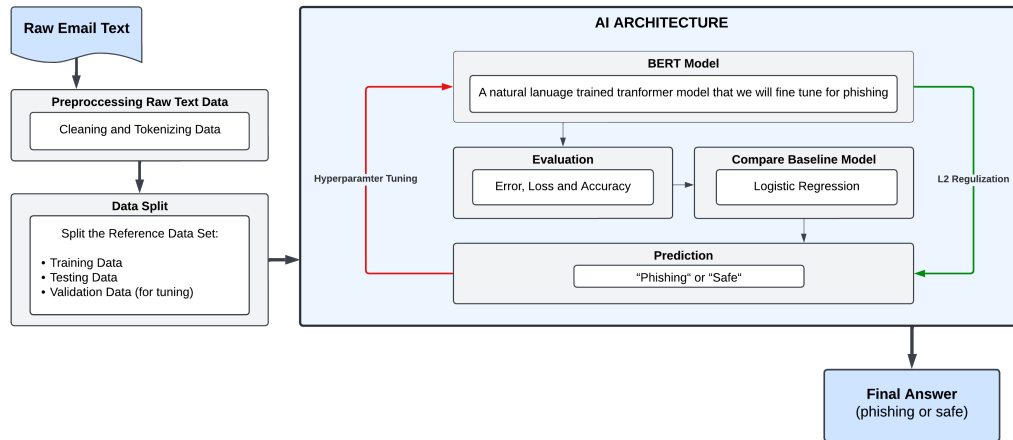 Raw Email Text
Preproccessing Raw Text Data
Cleaning and Tokenizing Data
Data Split
Split the Reference Data Set:
• Training Data
• Testing Data
• Validation Data (for tuning)
AI ARCHITECTURE
BERT Model
A natural lanuage trained tranformer model that we will fine tune for phishing
Hyperparamter Tuning
Evaluation
Error, Loss and Accuracy
Compare Baseline Model
Logistic Regression
L2 Regulization
Prediction
“Phishing“ or “Safe“
Final Answer
(phishing or safe)